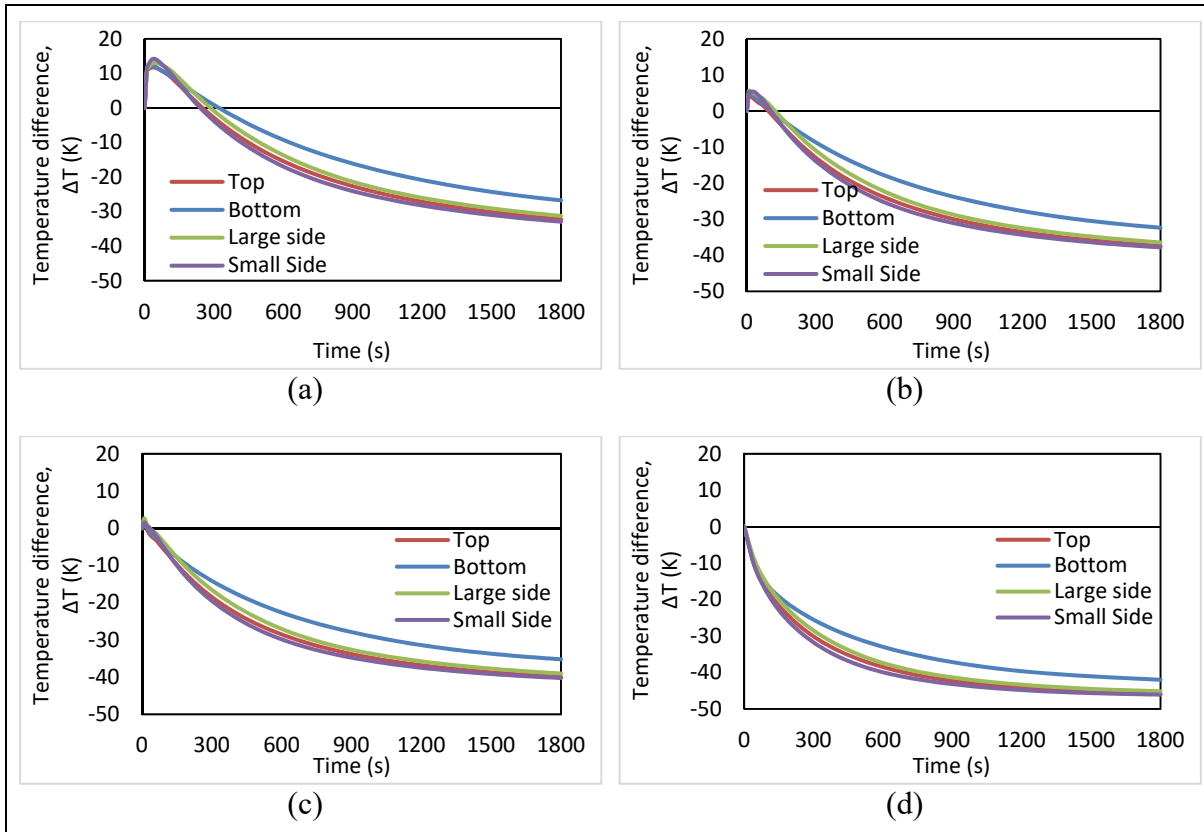 20
10
0
-10
-20
-30
-40
-50
Temperature difference,
ΔT (K)
Top
Bottom
Large side
Small Side
0 300 600 900 1200 1500 1800
Time (s)
(a)
20
10
0
-10
-20
-30
-40
-50
Temperature difference,
ΔT (K)
Top
Bottom
Large side
Small Side
0 300 600 900 1200 1500 1800
Time (s)
(b)
20
10
0
-10
-20
-30
-40
-50
Temperature difference,
ΔT (K)
Top
Bottom
Large side
Small Side
0 300 600 900 1200 1500 1800
Time (s)
(c)
20
10
0
-10
-20
-30
-40
-50
Temperature difference,
ΔT (K)
Top
Bottom
Large side
Small Side
0 300 600 900 1200 1500 1800
Time (s)
(d)